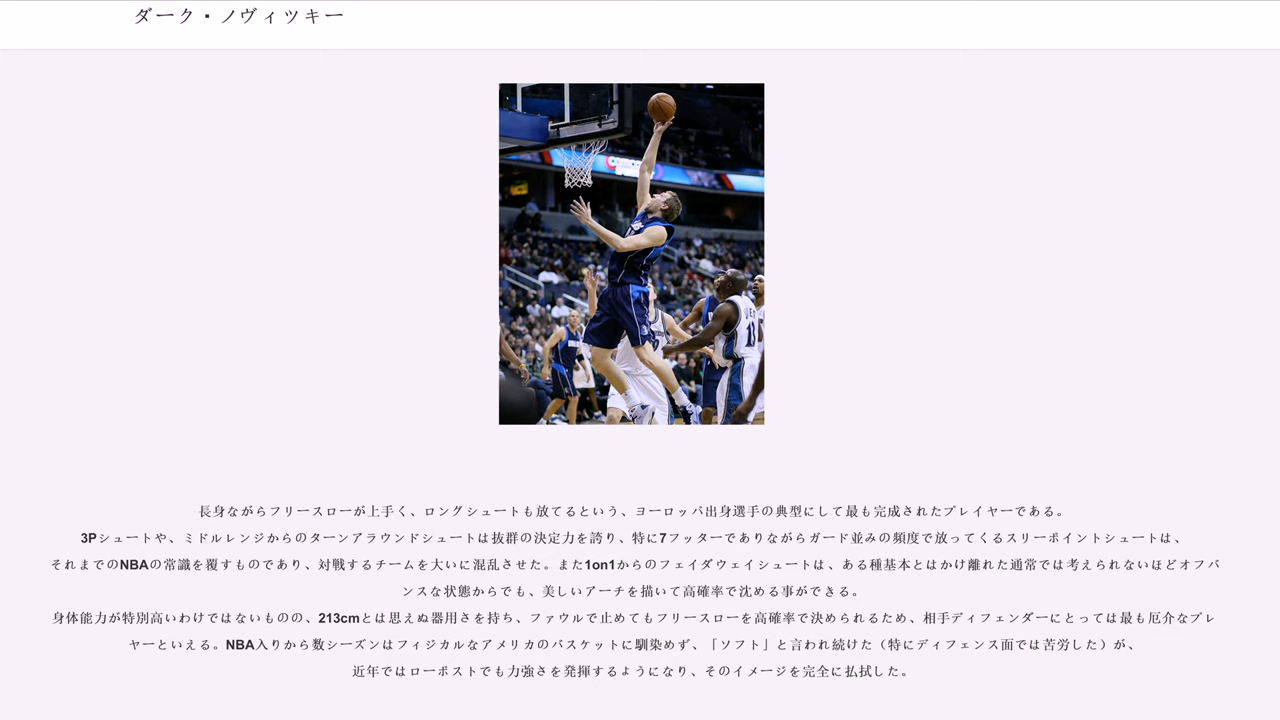 ダーク・ノヴィツキー
長身ながらフリースローが上手く、ロングシュートも放てるという、ヨーロッパ出身選手の典型にして最も完成されたプレイヤーである。
3Pシュートや、ミドルレンジからのターンアラウンドシュートは抜群の決定力を誇り、特に7フッターでありながらガード並みの頻度で放ってくるスリーポイントシュートは、
それまでのNBAの常識を覆すものであり、対戦するチームを大いに混乱させた。また1on1からのフェイダウェイシュートは、ある種基本とはかけ離れた通常では考えられないほどオフバ
ンスな状態からでも、美しいアーチを描いて高確率で沈める事ができる。
身体能力が特別高いわけではないものの、213cmとは思えぬ器用さを持ち、ファウルで止めてもフリースローを高確率で決められるため、相手ディフェンダーにとっては最も厄介なプレ
ヤーといえる。NBA入りから数シーズンはフィジカルなアメリカのバスケットに馴染めず、「ソフト」と言われ続けた（特にディフェンス面では苦労した）が、
近年ではローポストでも力強さを発揮するようになり、そのイメージを完全に払拭した。